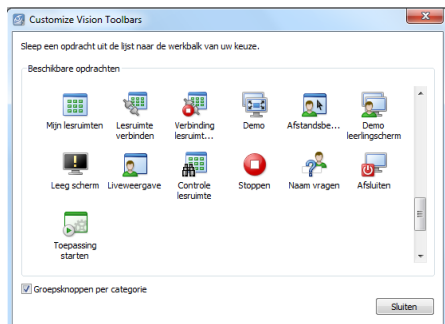 Customize Vision Toolbars
Sleep een opdracht uit de lijst naar de werkbalk van uw keuze.
Beschikbare opdrachten
Mijn lesruimten
Lesruimte
verbinden
Verbinding
lesruimt...
Demo
Afstandsbe...
Demo
leerlingscherm
Leeg scherm
Liveweergave
Controle
lesruimte
Stoppen
Naam vragen
Afsluiten
Toepassing
starten
Groepsknoppen per categorie
Sluiten